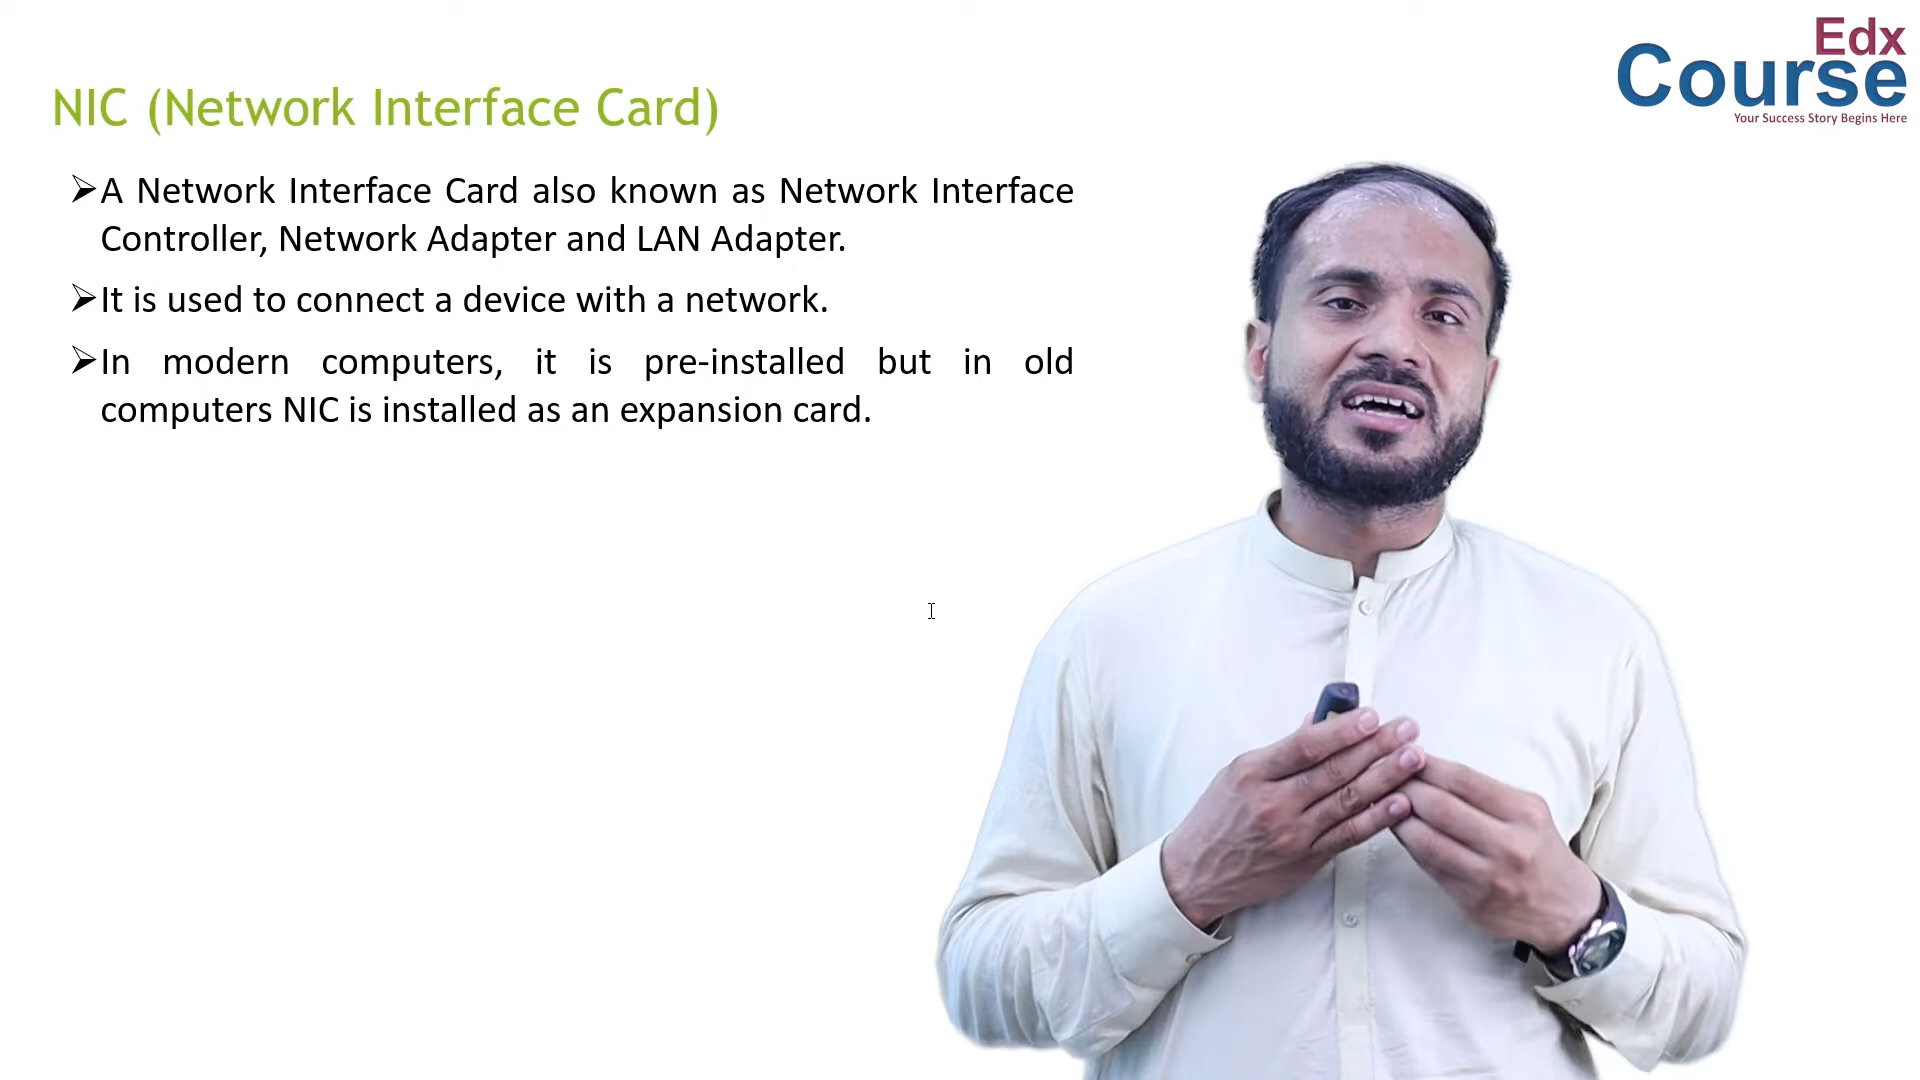 Edx
Course
Your Success Story Begins Here
NIC (Network Interface Card)
➢A Network Interface Card also known as Network Interface
Controller, Network Adapter and LAN Adapter.
➢It is used to connect a device with a network.
➢In modern computers, it is pre-installed but in old
computers NIC is installed as an expansion card.